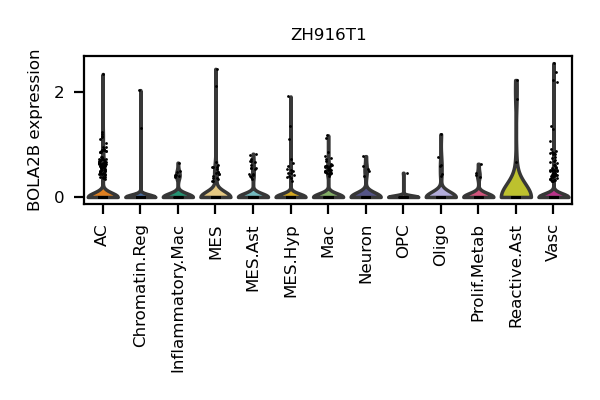 ZH916T1
BOLA2B expression
2
0
AC
Chromatin.Reg
Inflammatory.Mac
MES
MES.Ast
MES.Hyp
Mac
Neuron
OPC
Oligo
Prolif.Metab
Reactive.Ast
Vasc